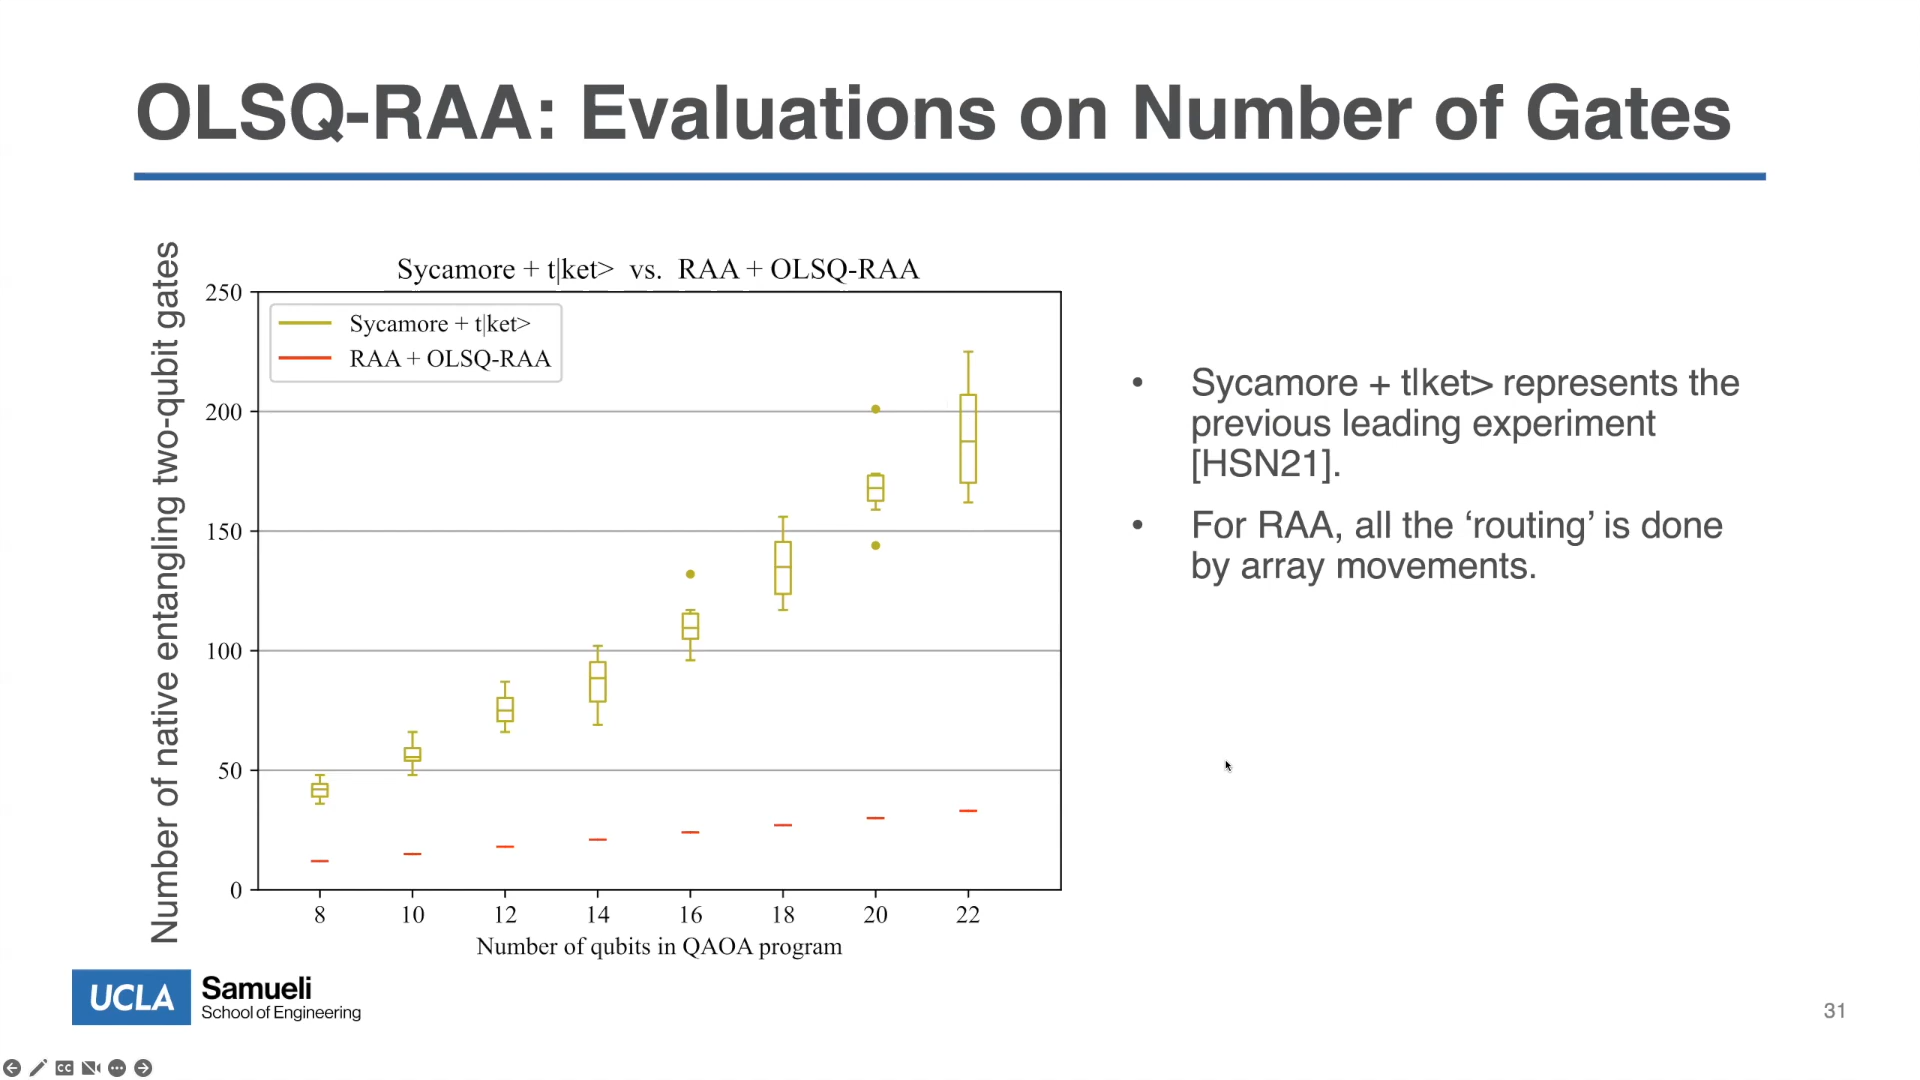 OLSQ-RAA: Evaluations on Number of Gates
Number of native entangling two-qubit gates
Sycamore + t|ket> vs. RAA + OLSQ-RAA
Sycamore + t|ket>
RAA + OLSQ-RAA
250
200
150
100
50
0
8 10 12 14 16 18 20 22
Number of qubits in QAOA program
• Sycamore + t|ket> represents the
previous leading experiment
[HSN21].
• For RAA, all the ‘routing’ is done
by array movements.
UCLA Samueli
School of Engineering
31
CC